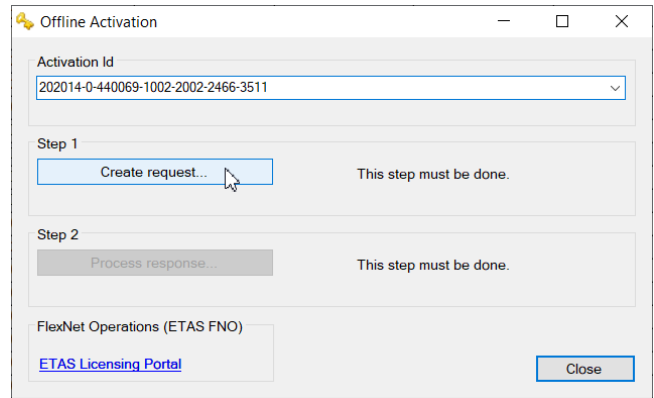 Offline Activation
Activation Id
202014-0-440069-1002-2002-2466-3511
Step 1
Create request...
This step must be done.
Step 2
Process response...
This step must be done.
FlexNet Operations (ETAS FNO)
ETAS Licensing Portal
Close